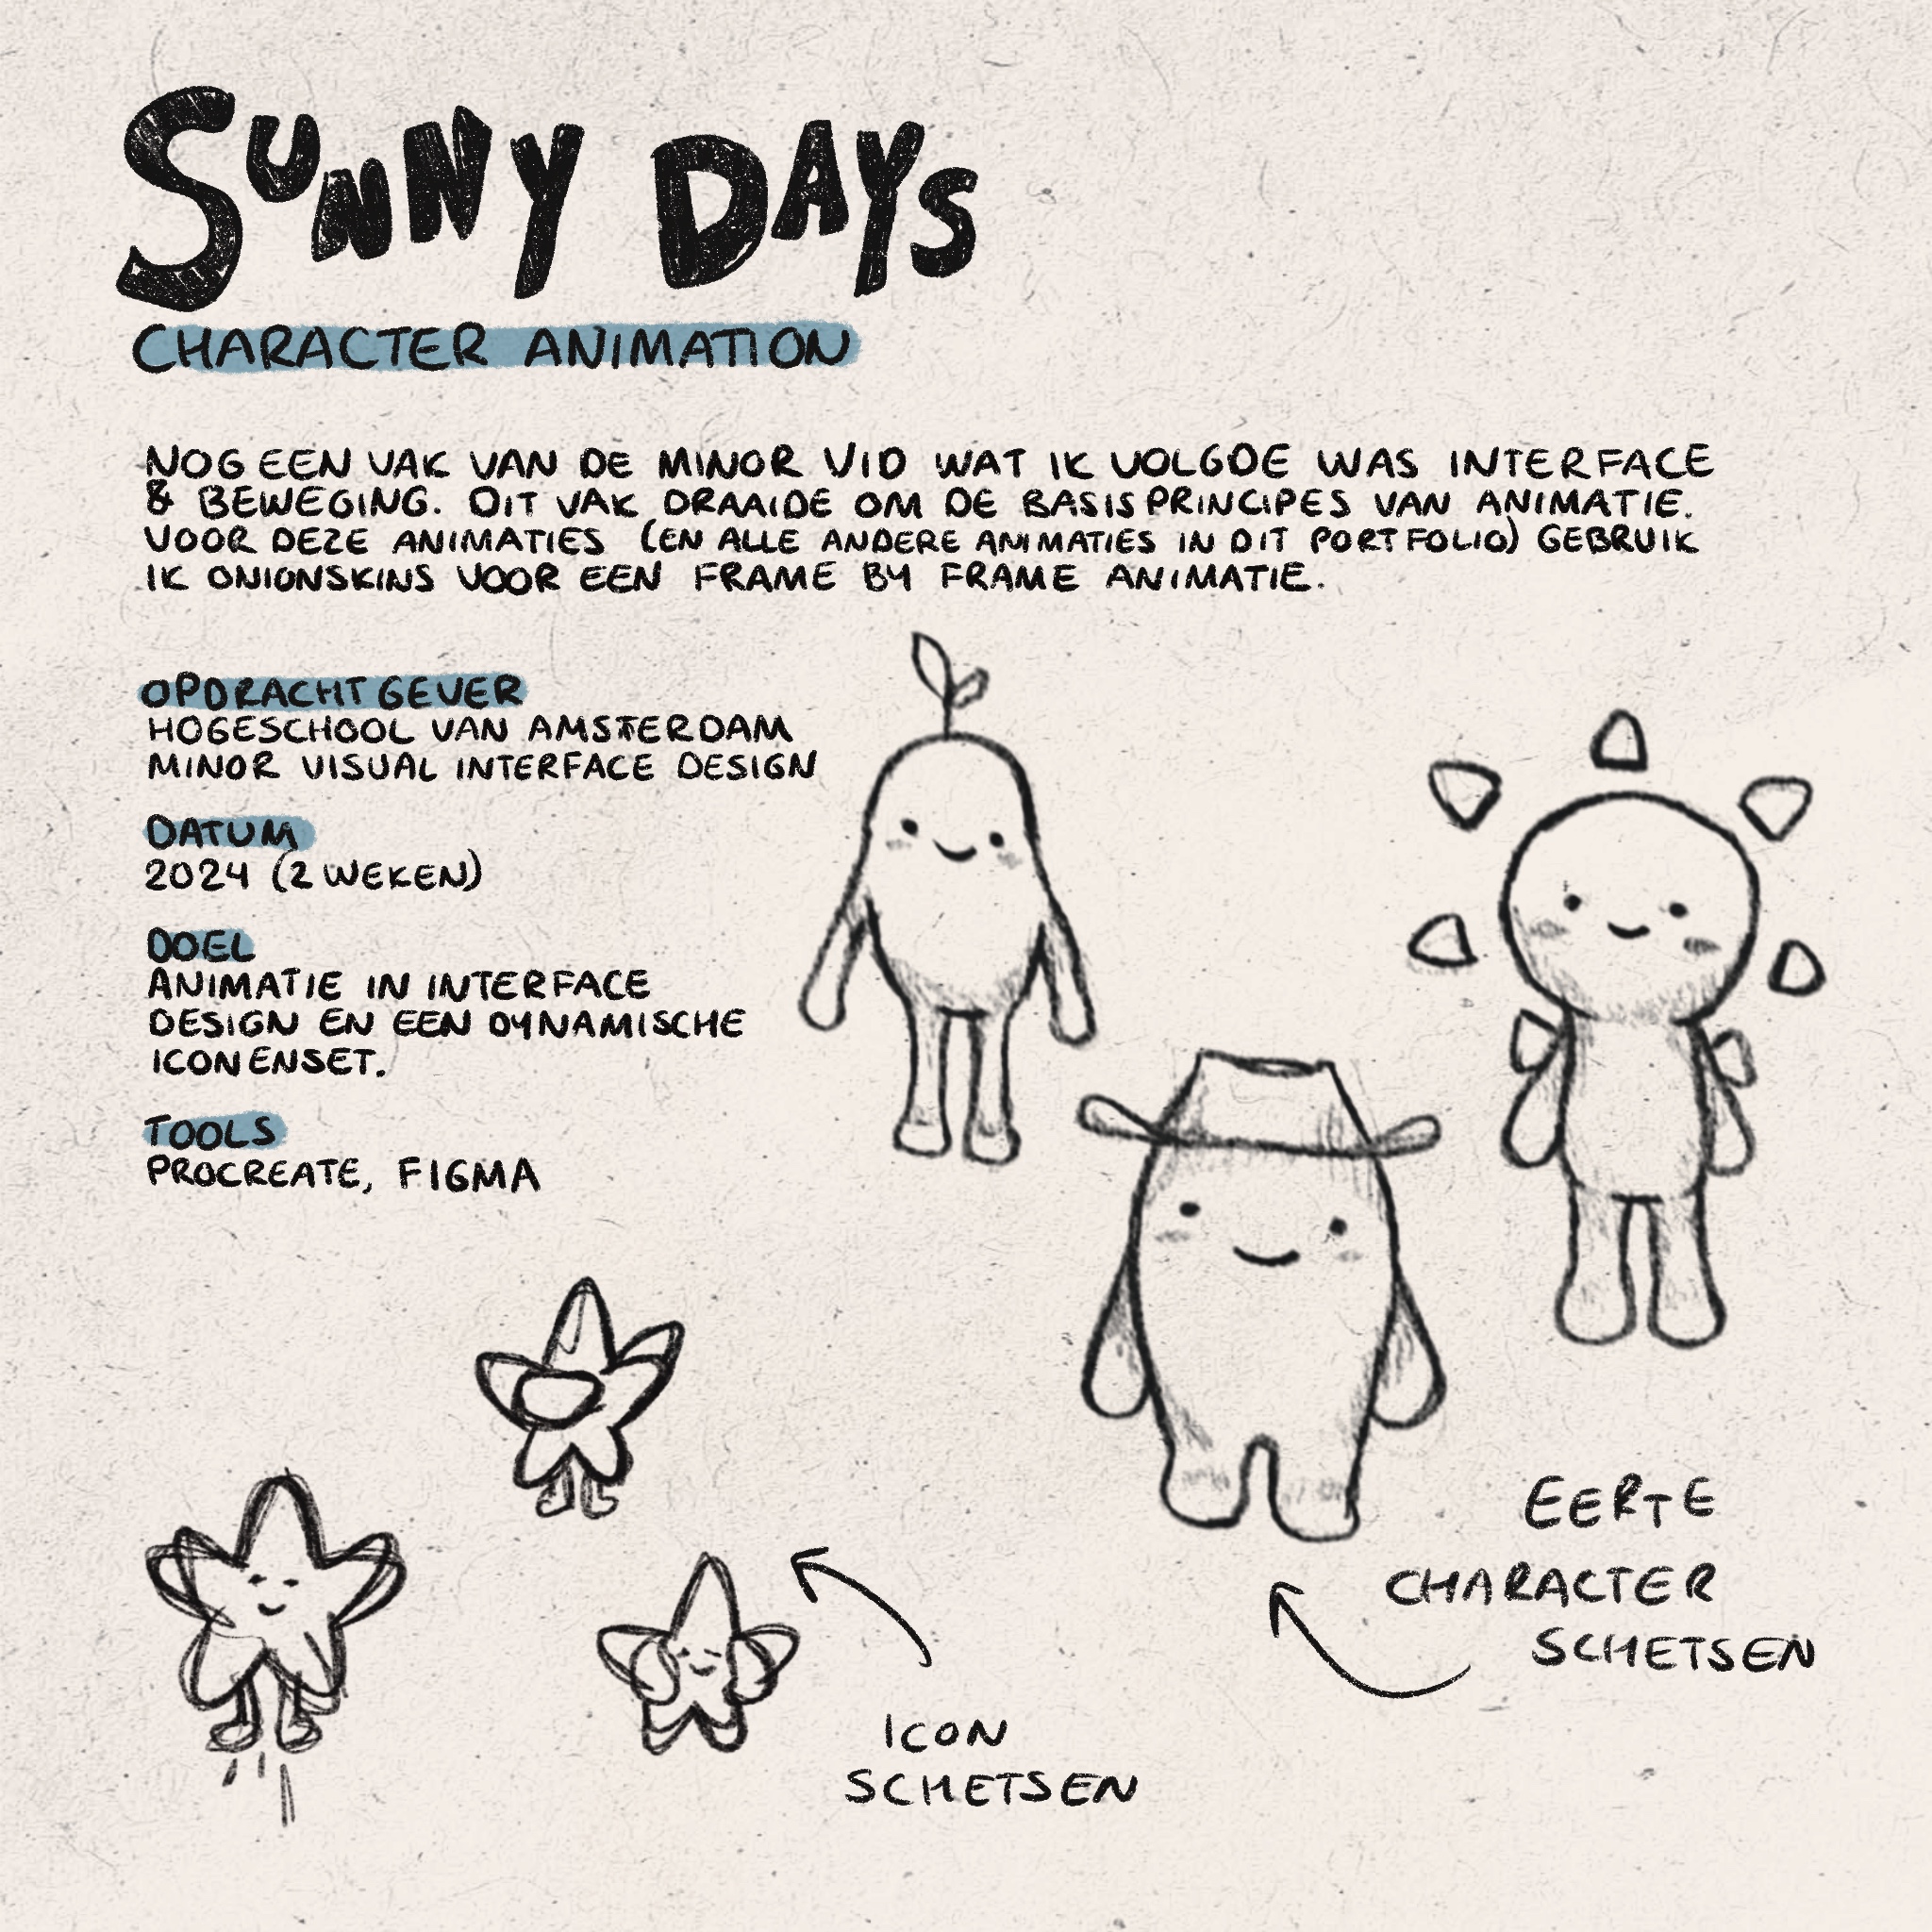 SUNNY DAYS
CHARACTER ANIMATION
NOG EEN VAK VAN DE MINOR VID WAT IK VOLGDE WAS INTERFACE
& BEWEGING. DIT VAK DRAAIDE OM DE BASISPRINCIPES VAN ANIMATIE.
VOOR DEZE ANIMATIES (EN ALLE ANDERE ANIMATIES IN DIT PORTFOLIO) GEBRUIK
IK ONIONSKINS VOOR EEN FRAME BY FRAME ANIMATIE.
OPDRACHTGEVER
HOGESCHOOL VAN AMSTERDAM
MINOR VISUAL INTERFACE DESIGN
DATUM
2024 (2 WEKEN)
DOEL
ANIMATIE IN INTERFACE
DESIGN EN EEN DYNAMISCHE
ICONENSET.
TOOLS
PROCREATE, FIGMA
EERTE
CHARACTER
SCHETSEN
ICON
SCHETSEN